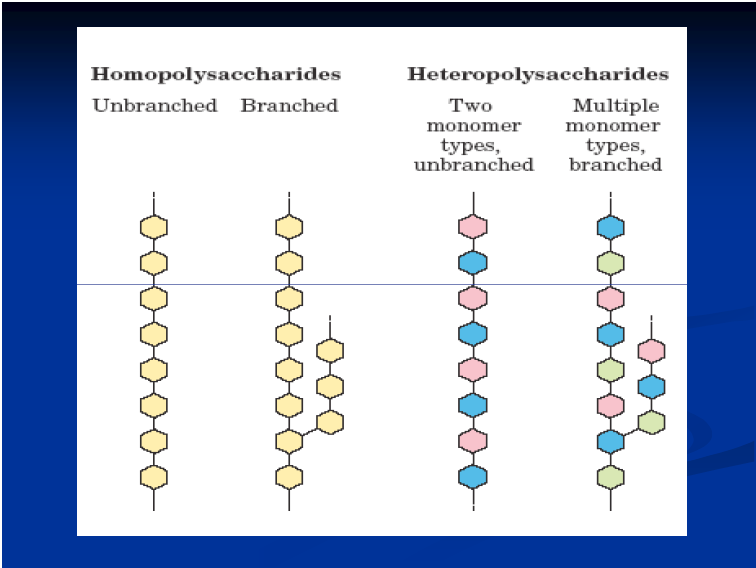 Homopolysaccharides
Unbranched
Branched
Heteropolysaccharides
Two
monomer
types,
unbranched
Multiple
monomer
types,
branched